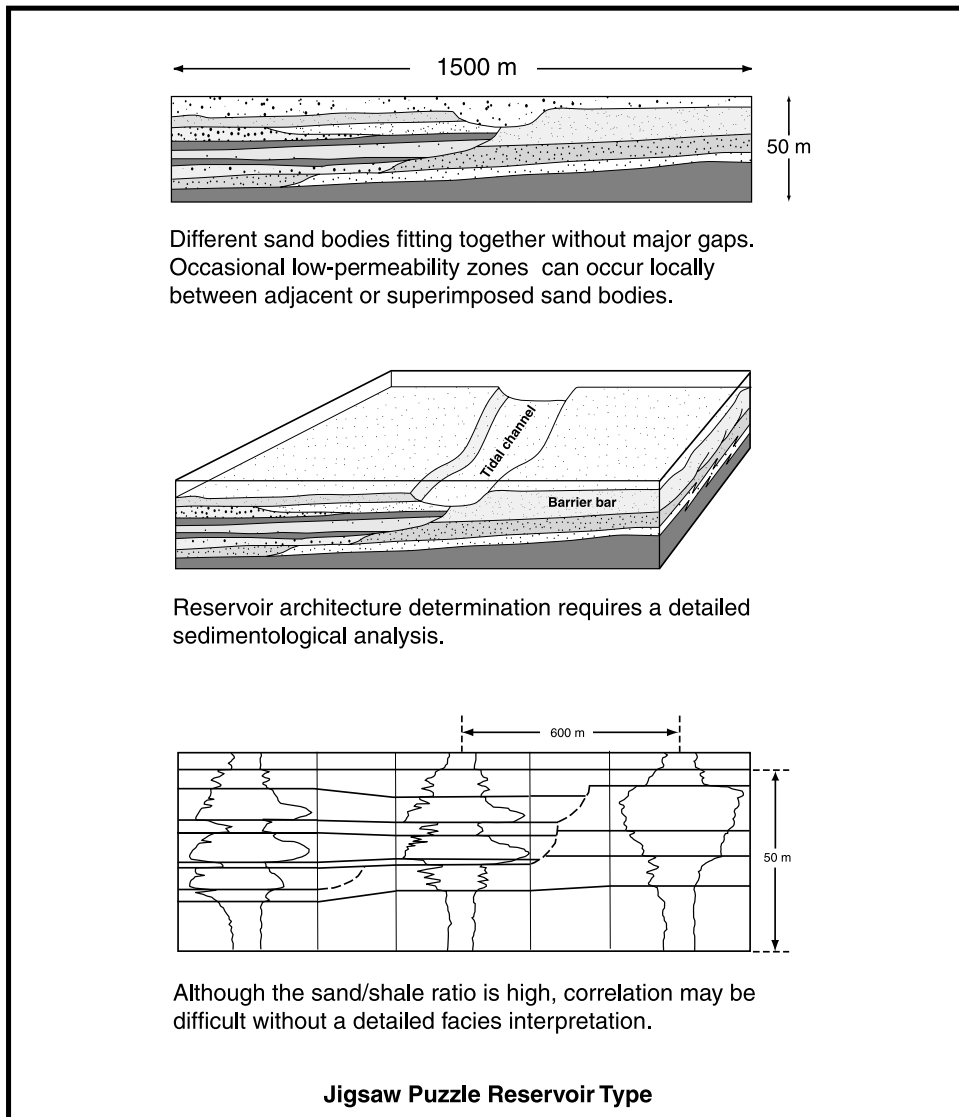 1500 m
50 m
Different sand bodies fitting together without major gaps.
Occasional low-permeability zones can occur locally
between adjacent or superimposed sand bodies.
Tidal channel
Barrier bar
Reservoir architecture determination requires a detailed
sedimentological analysis.
600 m
50 m
Although the sand/shale ratio is high, correlation may be
difficult without a detailed facies interpretation.
Jigsaw Puzzle Reservoir Type